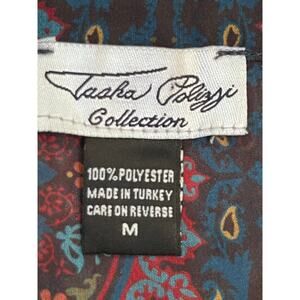 Tasha Polizzi
Collection
100% POLYESTER
MADE IN TURKEY
CARE ON REVERSE
M